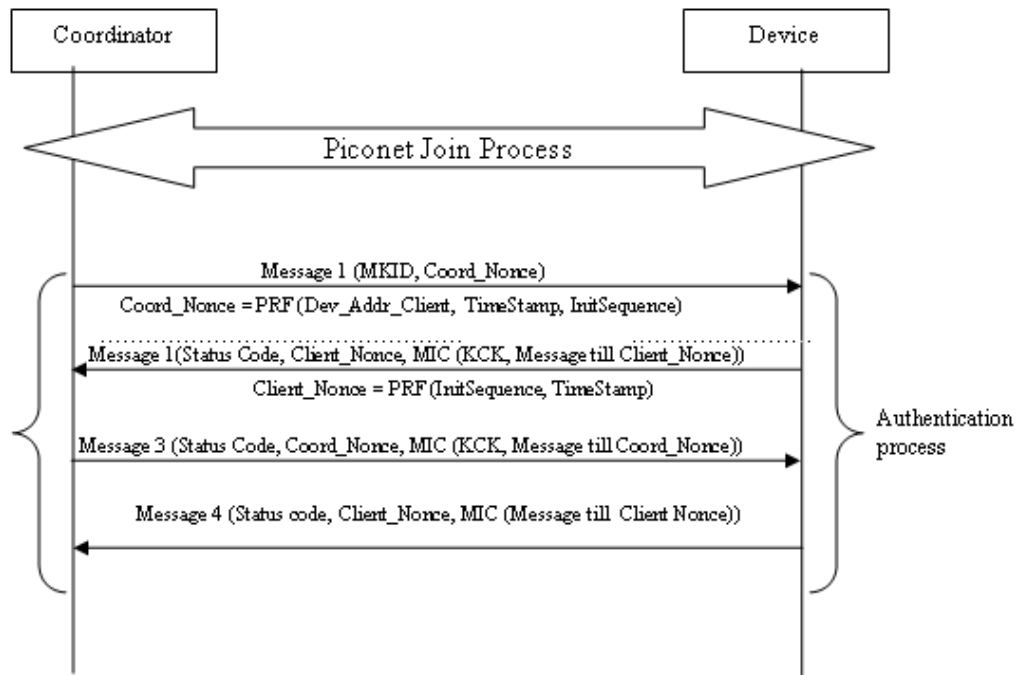 Coordinator
Device
Piconet Join Process
Message 1 (MKID, Coord_Nonce)
Coord_Nonce = PRF (Dev_Addr_Client, TimeStamp, InitSequence)
Message 1(Status Code, Client_Nonce, MIC (KCK, Message till Client_Nonce))
Client_Nonce = PRF (InitSequence, TimeStamp)
Message 3 (Status Code, Coord_Nonce, MIC (KCK, Message till Coord_Nonce))
Message 4 (Status code, Client_Nonce, MIC (Message till Client Nonce))
Authentication
process